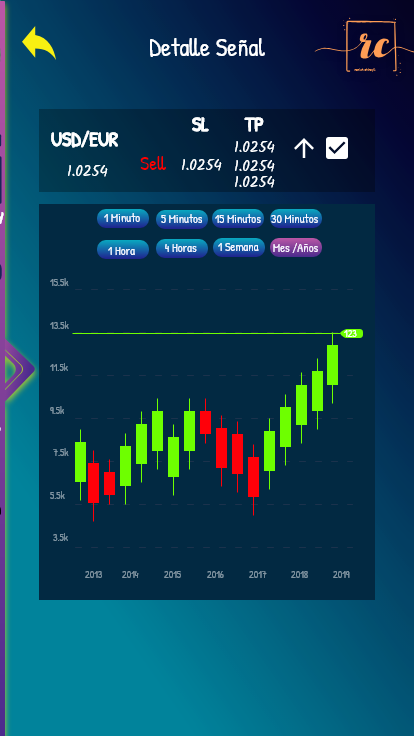 Detalle Señal
rc
SL TP
USD/EUR
1.0254
Sell
1.0254
1.0254
1.0254
1.0254
1 Minuto 5 Minutos 15 Minutos 30 Minutos
1 Hora 4 Horas 1 Semana Mes /Años
15.5k
13.5k
11.5k
9.5k
7.5k
5.5k
3.5k
2013 2014 2015 2016 2017 2018 2019